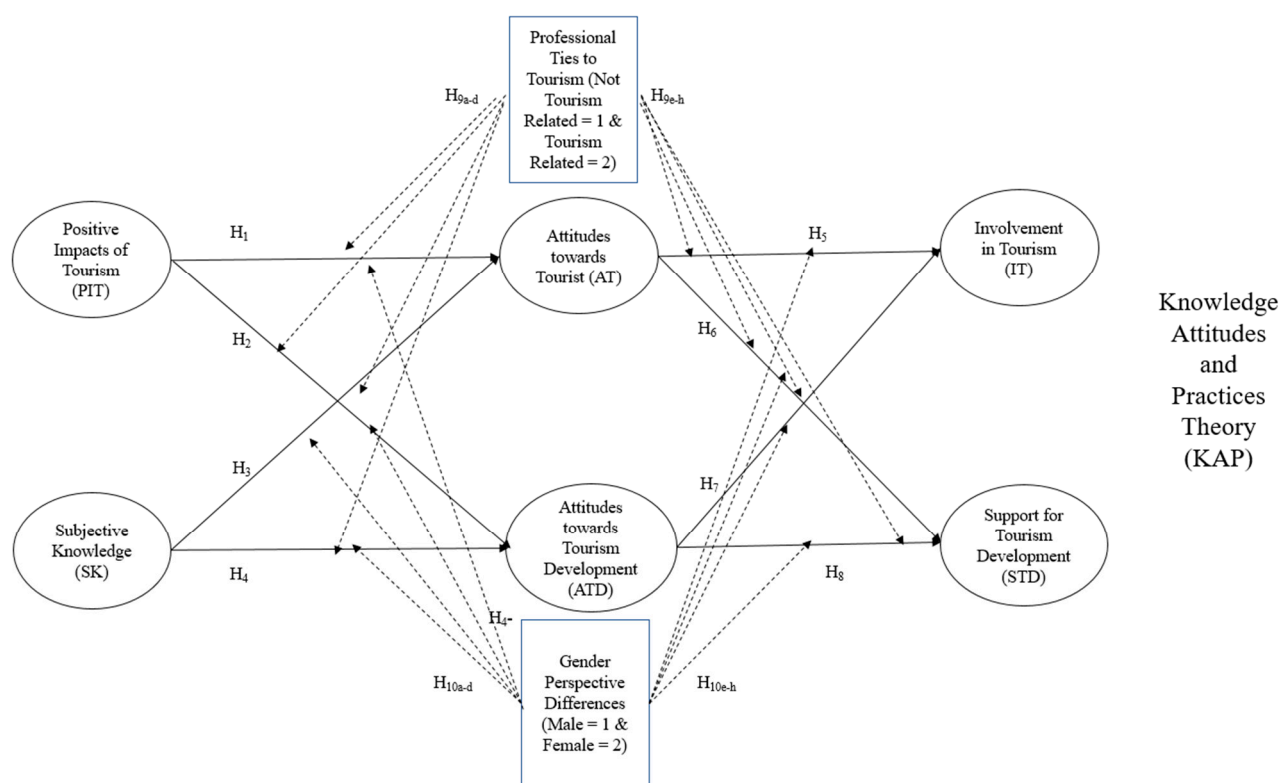 Professional
Ties to
Tourism (Not
Tourism
Related = 1 &
Tourism
Related = 2)
H9a-d
H9e-h
Positive
Impacts of
Tourism
(PIT)
H1
Attitudes
towards
Tourist (AT)
H5
Involvement
in Tourism
(IT)
H2
H6
Knowledge
Attitudes
and
Practices
Theory
(KAP)
H3
H7
Subjective
Knowledge
(SK)
H4
Attitudes
towards
Tourism
Development
(ATD)
H8
Support for
Tourism
Development
(STD)
H4-
H10a-d
H10e-h
Gender
Perspective
Differences
(Male = 1 &
Female = 2)